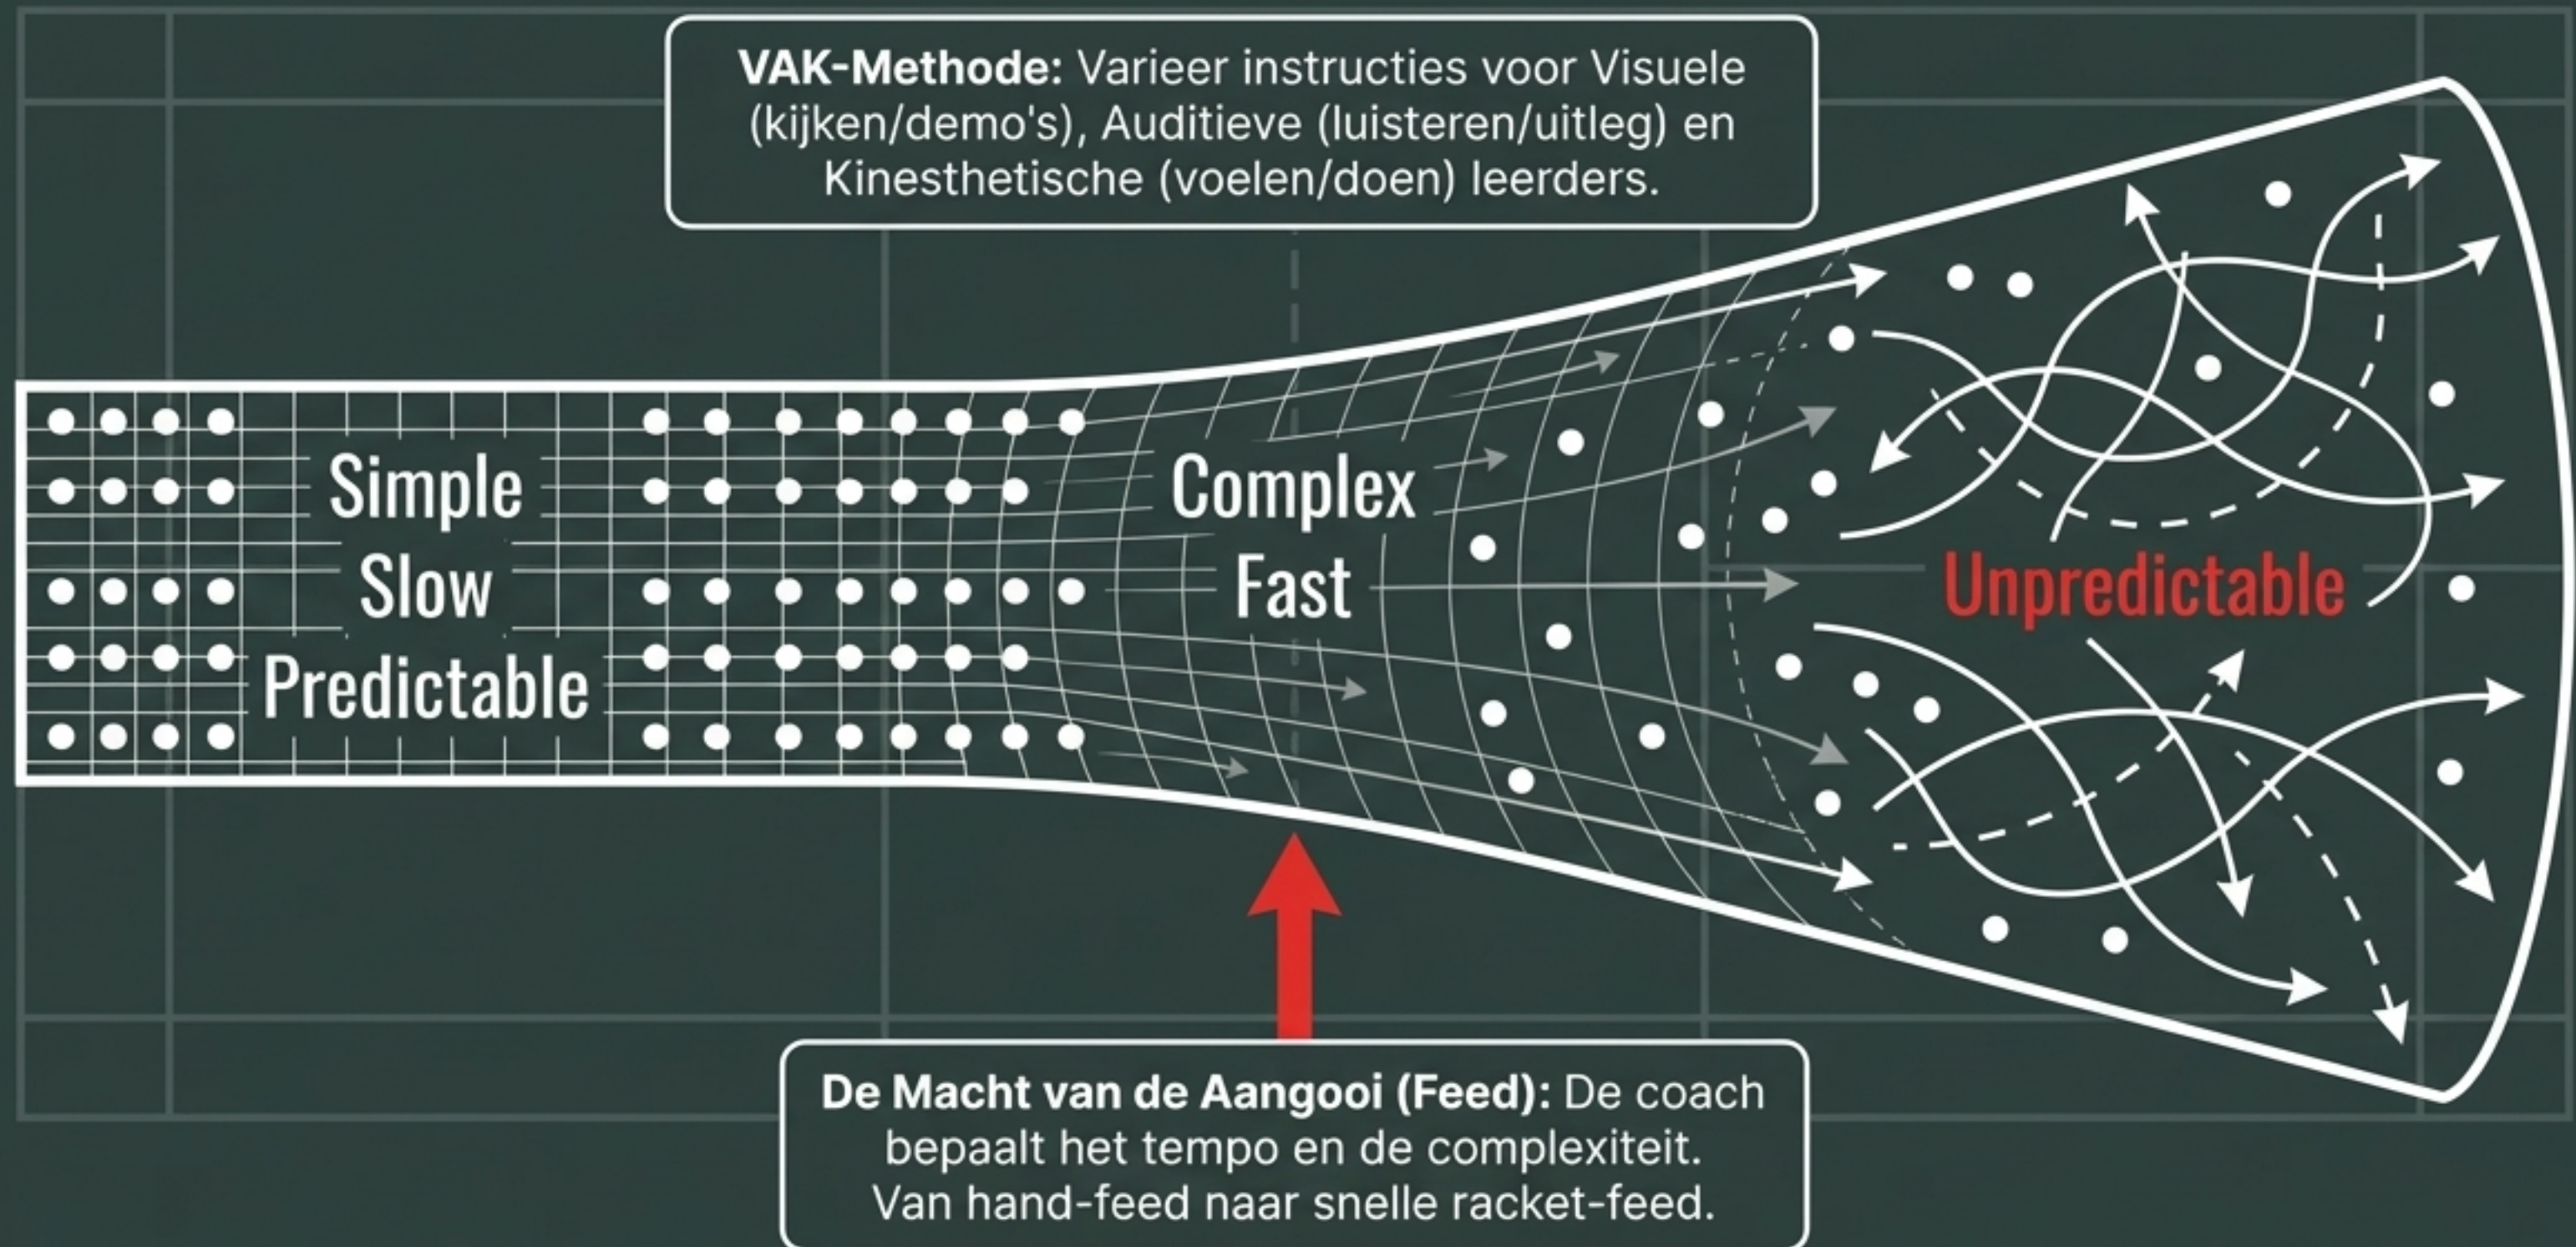 VAK-Methode: Varieer instructies voor Visuele
(kijken/demo's), Auditieve (luisteren/uitleg) en
Kinesthetische (voelen/doen) leerders.
Simple
Slow
Predictable
Complex
Fast
Unpredictable
De Macht van de Aangooi (Feed): De coach
bepaalt het tempo en de complexiteit.
Van hand-feed naar snelle racket-feed.